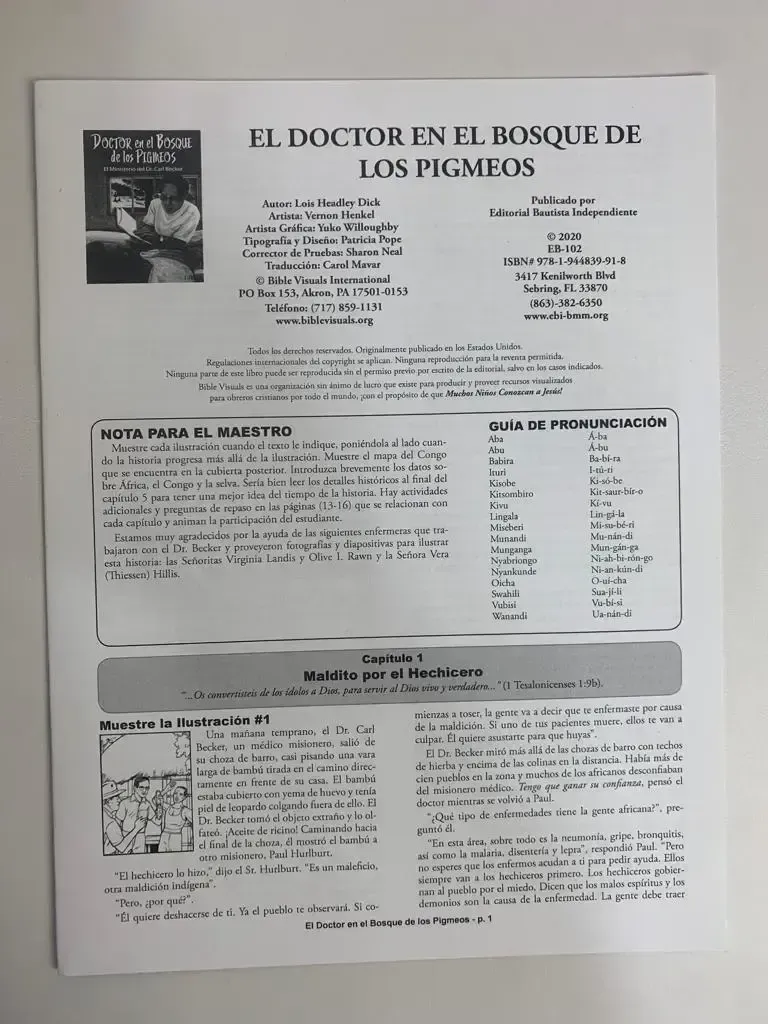 DOCTOR en el BOSQUE
de los PIGMEOS
El Ministerio del Dr. Carl Becker
EL DOCTOR EN EL BOSQUE DE
LOS PIGMEOS
Autor: Lois Headley Dick
Artista: Vernon Henkel
Artista Gráfica: Yuko Willoughby
Tipografía y Diseño: Patricia Pope
Corrector de Pruebas: Sharon Neal
Traducción: Carol Mavar
© Bible Visuals International
PO Box 153, Akron, PA 17501-0153
Teléfono: (717) 859-1131
www.biblevisuals.org
Publicado por
Editorial Bautista Independiente
© 2020
EB-102
ISBN# 978-1-944839-91-8
3417 Kenilworth Blvd
Sebring, FL 33870
(863)-382-6350
www.ebi-bmm.org
Todos los derechos reservados. Originalmente publicado en los Estados Unidos.
Regulaciones internacionales del copyright se aplican. Ninguna reproducción para la reventa permitida.
Ninguna parte de este libro puede ser reproducida sin el permiso previo por escrito de la editorial, salvo en los casos indicados.
Bible Visuals es una organización sin ánimo de lucro que existe para producir y proveer recursos visualizados
para obreros cristianos por todo el mundo, ¡con el propósito de que Muchos Niños Conozcan a Jesús!
NOTA PARA EL MAESTRO
Muestre cada ilustración cuando el texto le indique, poniéndola al lado cuan-
do la historia progresa más allá de la ilustración. Muestre el mapa del Congo
que se encuentra en la cubierta posterior. Introduzca brevemente los datos so-
bre África, el Congo y la selva. Sería bien leer los detalles históricos al final del
capítulo 5 para tener una mejor idea del tiempo de la historia. Hay actividades
adicionales y preguntas de repaso en las páginas (13-16) que se relacionan con
cada capítulo y animan la participación del estudiante.
Estamos muy agradecidos por la ayuda de las siguientes enfermeras que tra-
bajaron con el Dr. Becker y proveyeron fotografías y diapositivas para ilustrar
esta historia: las Señoritas Virginia Landis y Olive I. Rawn y la Señora Vera
(Thiessen) Hillis.
GUÍA DE PRONUNCIACIÓN
Aba Á-ba
Abu Á-bu
Babira Ba-bí-ra
Ituri I-tú-ri
Kisobe Ki-só-be
Kitsombiro Kit-saur-bír-o
Kivu Kí-vu
Lingala Lin-gá-la
Miseberi Mi-su-bé-ri
Munandi Mu-nán-di
Munganga Mun-gán-ga
Nyabriongo Ni-ah-bi-rón-go
Nyankunde Ni-an-kún-di
Oicha O-uí-cha
Swahili Sua-jí-li
Vubisi Vu-bí-si
Wanandi Ua-nán-di
Capítulo 1
Maldito por el Hechicero
"...Os convertisteis de los ídolos a Dios, para servir al Dios vivo y verdadero..." (1 Tesalonicenses 1:9b).
Muestre la Ilustración #1
Una mañana temprano, el Dr. Carl
Becker, un médico misionero, salió de
su choza de barro, casi pisando una vara
larga de bambú tirada en el camino direc­tamente
en frente de su casa. El bambú
estaba cubierto con yema de huevo y tenía
piel de leopardo colgando fuera de ello. El
Dr. Becker tomó el objeto extraño y lo ol-
fateó. ¡Aceite de ricino! Caminando hacia
el final de la choza, él mostró el bambú a
otro misionero, Paul Hurlburt.
"El hechicero lo hizo," dijo el Sr. Hurlburt. "Es un maleficio,
otra maldición indígena".
"Pero, ¿por qué?".
"Él quiere deshacerse de ti. Ya el pueblo te observará. Si co-
mienzas a toser, la gente va a decir que te enfermaste por causa
de la maldición. Si uno de tus pacientes muere, ellos te van a
culpar. Él quiere asustarte para que huyas".
El Dr. Becker miró más allá de las chozas de barro con techos
de hierba y encima de las colinas en la distancia. Había más de
cien pueblos en la zona y muchos de los africanos desconfiaban
del misionero médico. Tengo que ganar su confianza, pensó el
doctor mientras se volvió a Paul.
"¿Qué tipo de enfermedades tiene la gente africana?", pre-
guntó él.
"En esta área, sobre todo es la neumonía, gripe, bronquitis,
así como la malaria, disentería y lepra", respondió Paul. "Pero
no esperes que los enfermos acudan a ti para pedir ayuda. Ellos
siempre van a los hechiceros primero. Los hechiceros gobier-
nan al pueblo por el miedo. Dicen que los malos espíritus y los
demonios son la causa de la enfermedad. La gente debe traer
El Doctor en el Bosque de los Pigmeos - p. 1